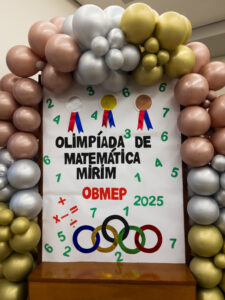 OLIMPÍADA DE
MATEMÁTICA
MIRIM
OBMEP 2025